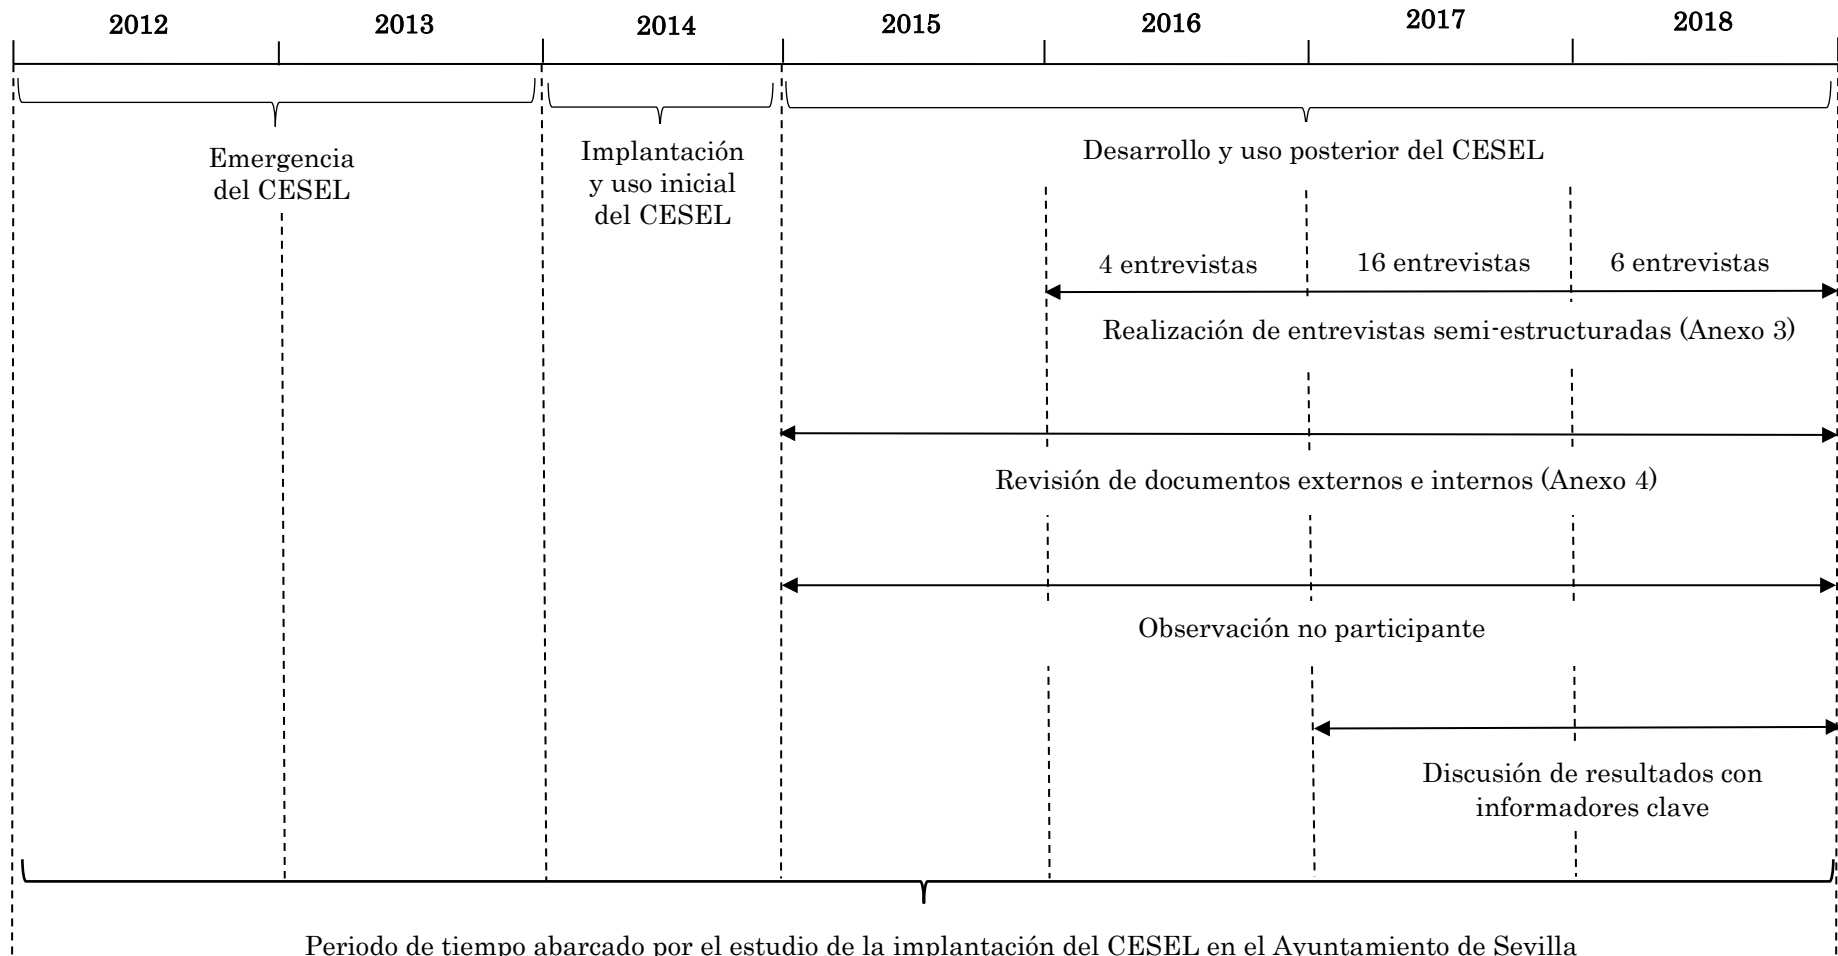 2012 2013 2014 2015 2016 2017 2018
Emergencia
del CESEL
Implantación
y uso inicial
del CESEL
Desarrollo y uso posterior del CESEL
4 entrevistas 16 entrevistas 6 entrevistas
Realización de entrevistas semi-estructuradas (Anexo 3)
Revisión de documentos externos e internos (Anexo 4)
Observación no participante
Discusión de resultados con
informadores clave
Periodo de tiempo abarcado por el estudio de la implantación del CESEL en el Ayuntamiento de Sevilla